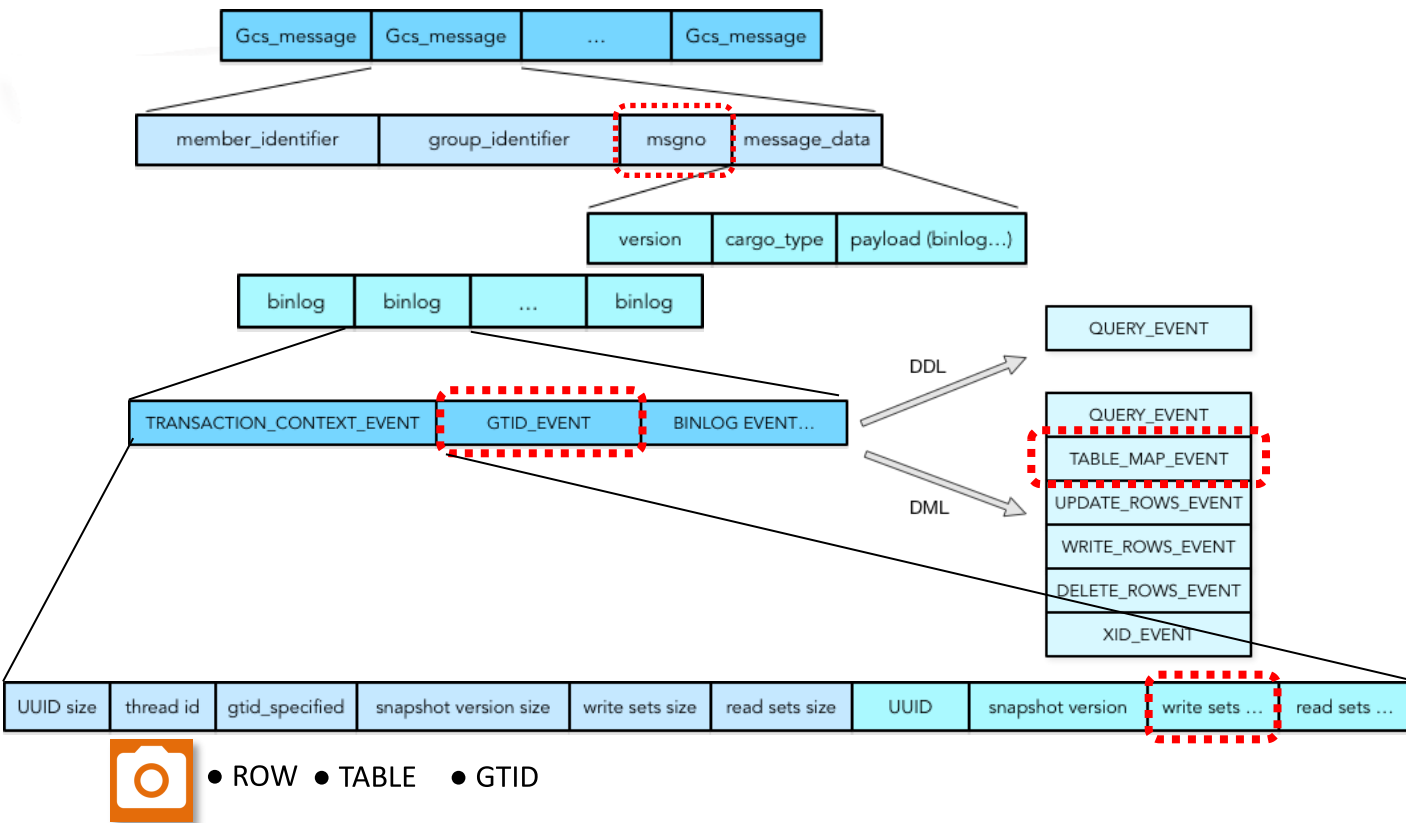 Gcs_message Gcs_message ... Gcs_message
member_identifier group_identifier msgno message_data
version cargo_type payload (binlog...)
binlog binlog ... binlog
QUERY_EVENT
DDL
TRANSACTION_CONTEXT_EVENT GTID_EVENT BINLOG EVENT...
QUERY_EVENT
TABLE_MAP_EVENT
DML
UPDATE_ROWS_EVENT
WRITE_ROWS_EVENT
DELETE_ROWS_EVENT
XID_EVENT
UUID size thread id gtid_specified snapshot version size write sets size read sets size UUID snapshot version write sets ... read sets ...
● ROW ● TABLE ● GTID